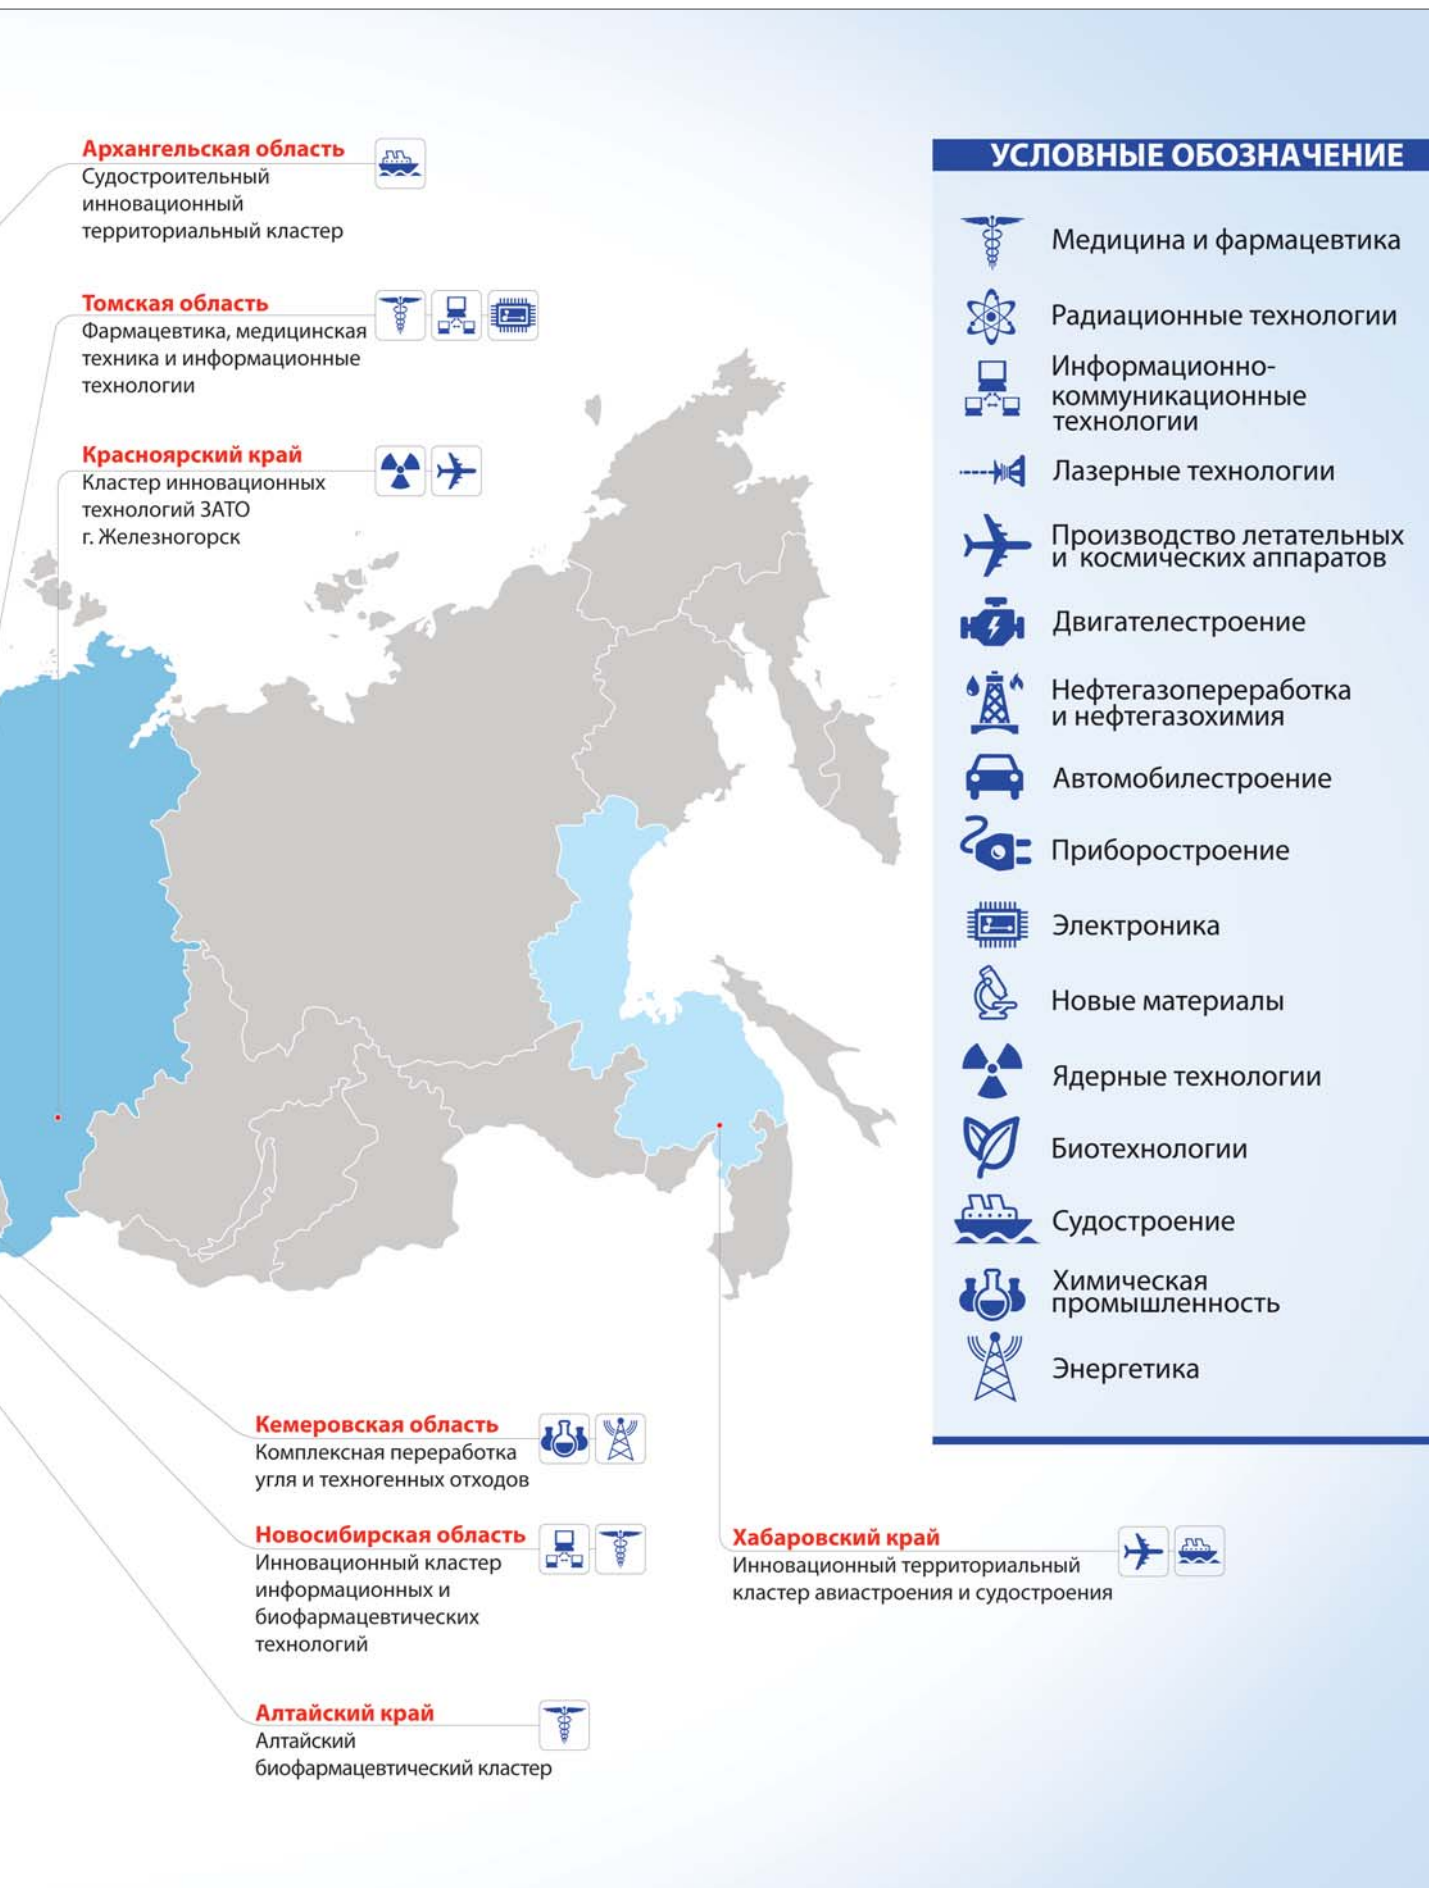 Архангельская область
Судостроительный
инновационный
территориальный кластер
Томская область
Фармацевтика, медицинская
техника и информационные
технологии
Красноярский край
Кластер инновационных
технологий ЗАТО
г. Железногорск
УСЛОВНЫЕ ОБОЗНАЧЕНИЕ
Медицина и фармацевтика
Радиационные технологии
Информационно-
коммуникационные
технологии
Лазерные технологии
Производство летательных
и космических аппаратов
Двигателестроение
Нефтегазопереработка
и нефтегазохимия
Автомобилестроение
Приборостроение
Электроника
Новые материалы
Ядерные технологии
Биотехнологии
Судостроение
Химическая
промышленность
Энергетика
Кемеровская область
Комплексная переработка
угля и техногенных отходов
Новосибирская область
Инновационный кластер
информационных и
биофармацевтических
технологий
Алтайский край
Алтайский
биофармацевтический кластер
Хабаровский край
Инновационный территориальный
кластер авиастроения и судостроения